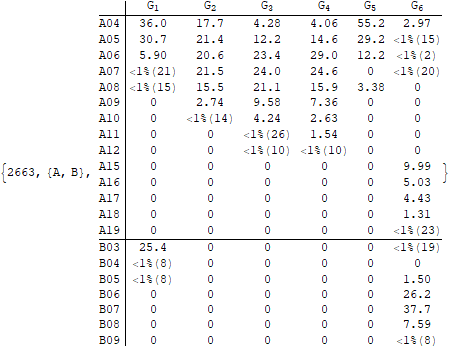 G1 G2 G3 G4 G5 G6
A04 36.0 17.7 4.28 4.06 55.2 2.97
A05 30.7 21.4 12.2 14.6 29.2 <1%(15)
A06 5.90 20.6 23.4 29.0 12.2 <1%(2)
A07 <1%(21) 21.5 24.0 24.6 0 <1%(20)
A08 <1%(15) 15.5 21.1 15.9 3.38 0
A09 0 2.74 9.58 7.36 0 0
A10 0 <1%(14) 4.24 2.63 0 0
A11 0 0 <1%(26) 1.54 0 0
A12 0 0 <1%(10) <1%(10) 0 0
{2663, {A, B}, A15 0 0 0 0 0 9.99 }
A16 0 0 0 0 0 5.03
A17 0 0 0 0 0 4.43
A18 0 0 0 0 0 1.31
A19 0 0 0 0 0 <1%(23)
B03 25.4 0 0 0 0 <1%(19)
B04 <1%(8) 0 0 0 0 0
B05 <1%(8) 0 0 0 0 1.50
B06 0 0 0 0 0 26.2
B07 0 0 0 0 0 37.7
B08 0 0 0 0 0 7.59
B09 0 0 0 0 0 <1%(8)